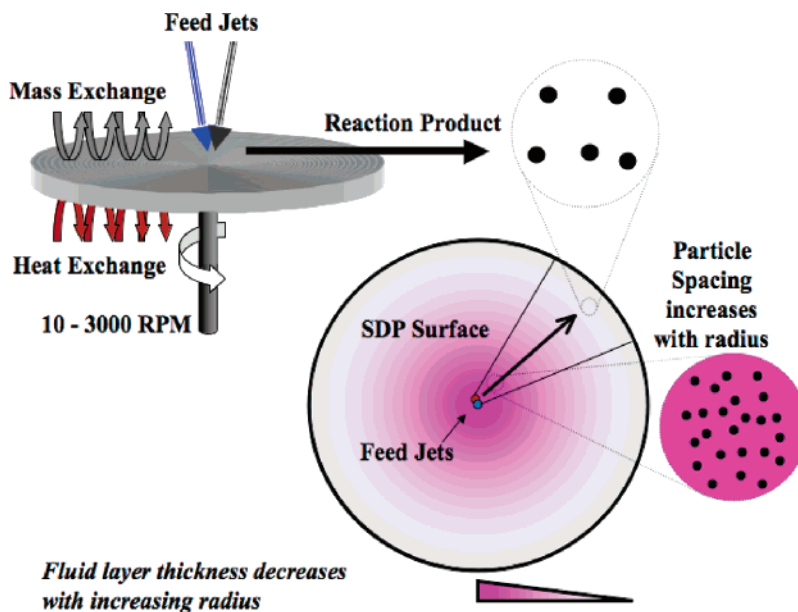 Feed Jets
Mass Exchange
Reaction Product
Heat Exchange
10 - 3000 RPM
Particle
Spacing
increases
with radius
SDP Surface
Feed Jets
Fluid layer thickness decreases
with increasing radius